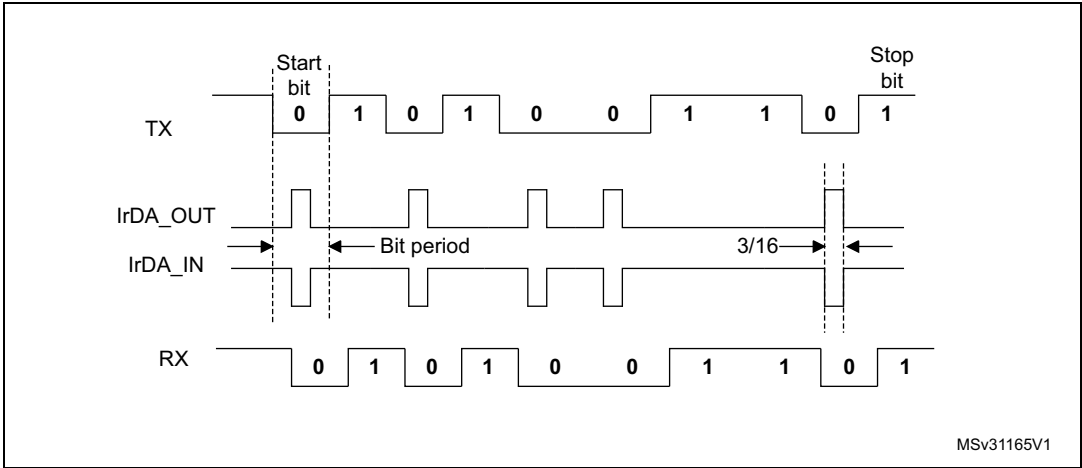 Start bit
Stop bit
TX 0 1 0 1 0 0 1 1 0 1
IrDA_OUT
Bit period
3/16
IrDA_IN
RX 0 1 0 1 0 0 1 1 0 1
MSv31165V1